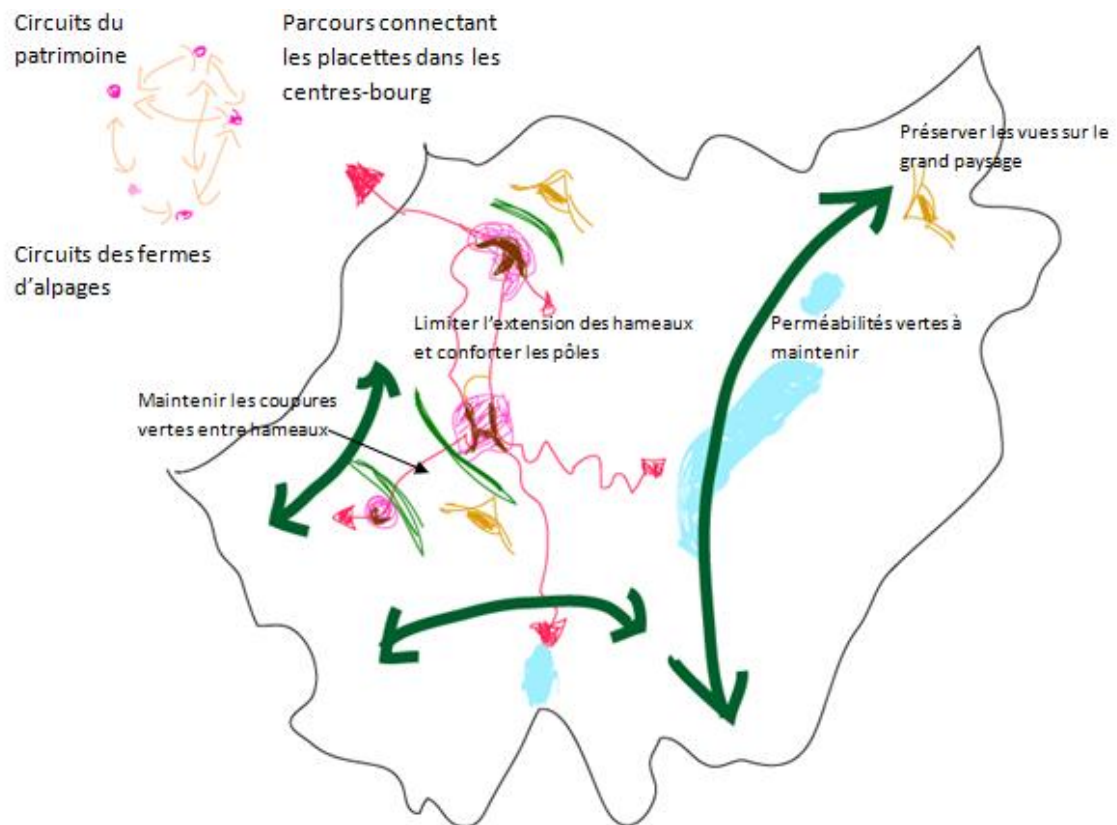 Circuits du
patrimoine
Parcours connectant
les placettes dans les
centres-bourg
Circuits des fermes
d'alpages
Préserver les vues sur le
grand paysage
Limiter l'extension des hameaux
et conforter les pôles
Perméabilités vertes à
maintenir
Maintenir les coupures
vertes entre hameaux